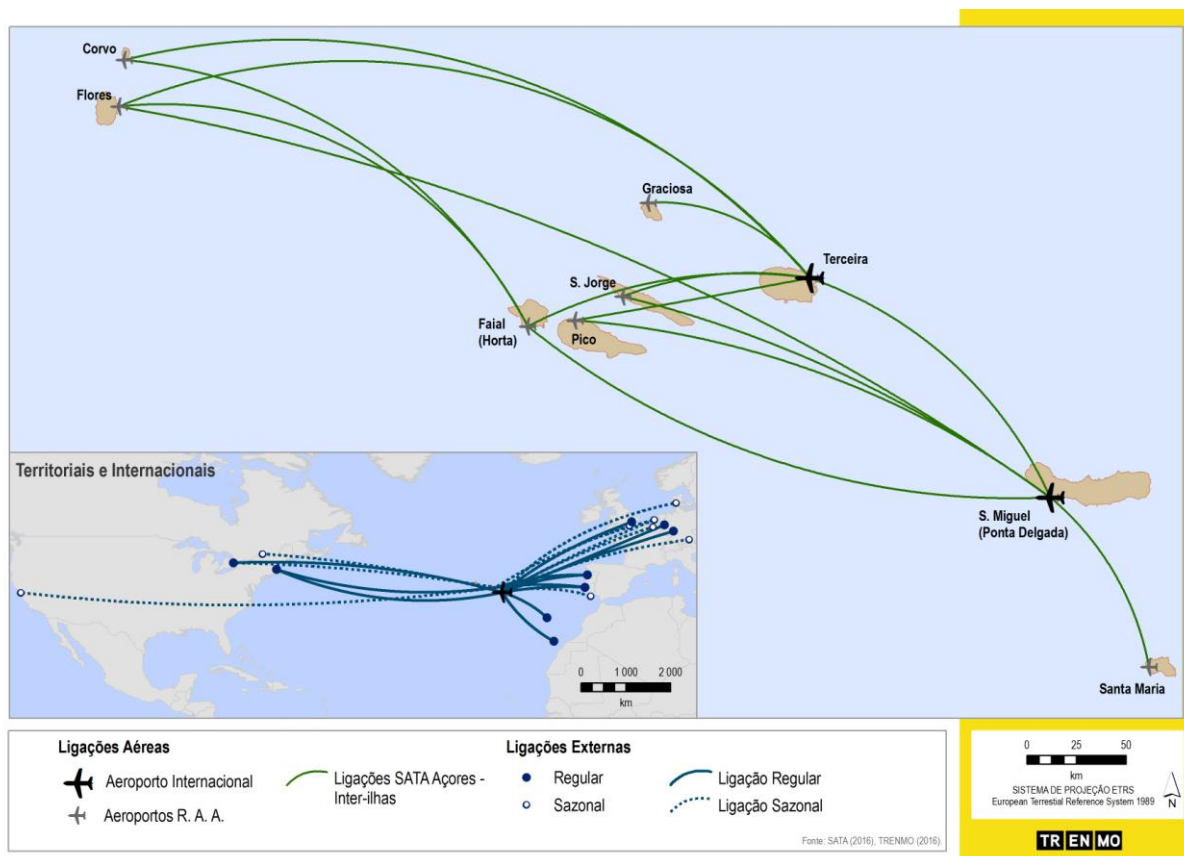 Corvo
Flores
Graciosa
Terceira
S. Jorge
Faial
(Horta)
Pico
S. Miguel
(Ponta Delgada)
Santa Maria
Territoriais e Internacionais
0 1 000 2 000
km
Ligações Aéreas
Aeroporto Internacional
Aeroportos R. A. A.
Ligações SATA Açores -
Inter-ilhas
Ligações Externas
Regular
Sazonal
Ligação Regular
Ligação Sazonal
Fonte: SATA (2016), TRENMO (2016).
0 25 50
km
SISTEMA DE PROJEÇÃO ETRS
European Terrestial Reference System 1989
N
TR EN MO